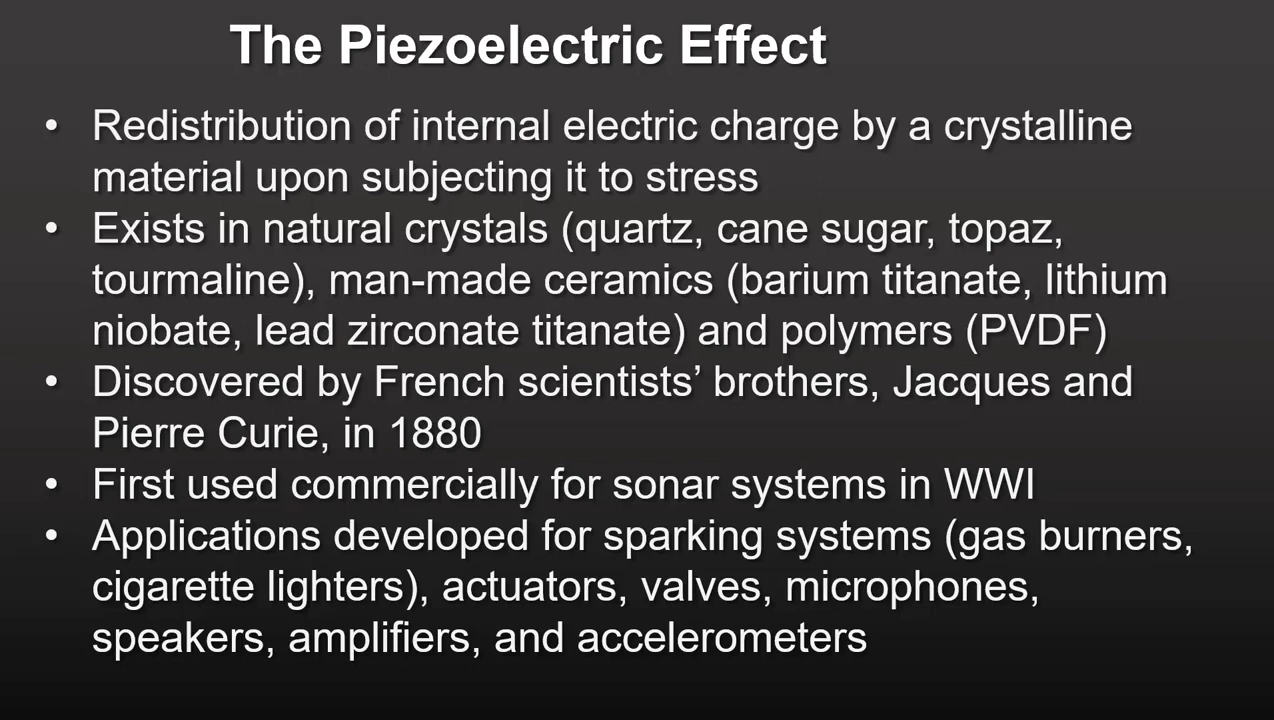 The Piezoelectric Effect
• Redistribution of internal electric charge by a crystalline
material upon subjecting it to stress
• Exists in natural crystals (quartz, cane sugar, topaz,
tourmaline), man-made ceramics (barium titanate, lithium
niobate, lead zirconate titanate) and polymers (PVDF)
• Discovered by French scientists’ brothers, Jacques and
Pierre Curie, in 1880
• First used commercially for sonar systems in WWI
• Applications developed for sparking systems (gas burners,
cigarette lighters), actuators, valves, microphones,
speakers, amplifiers, and accelerometers